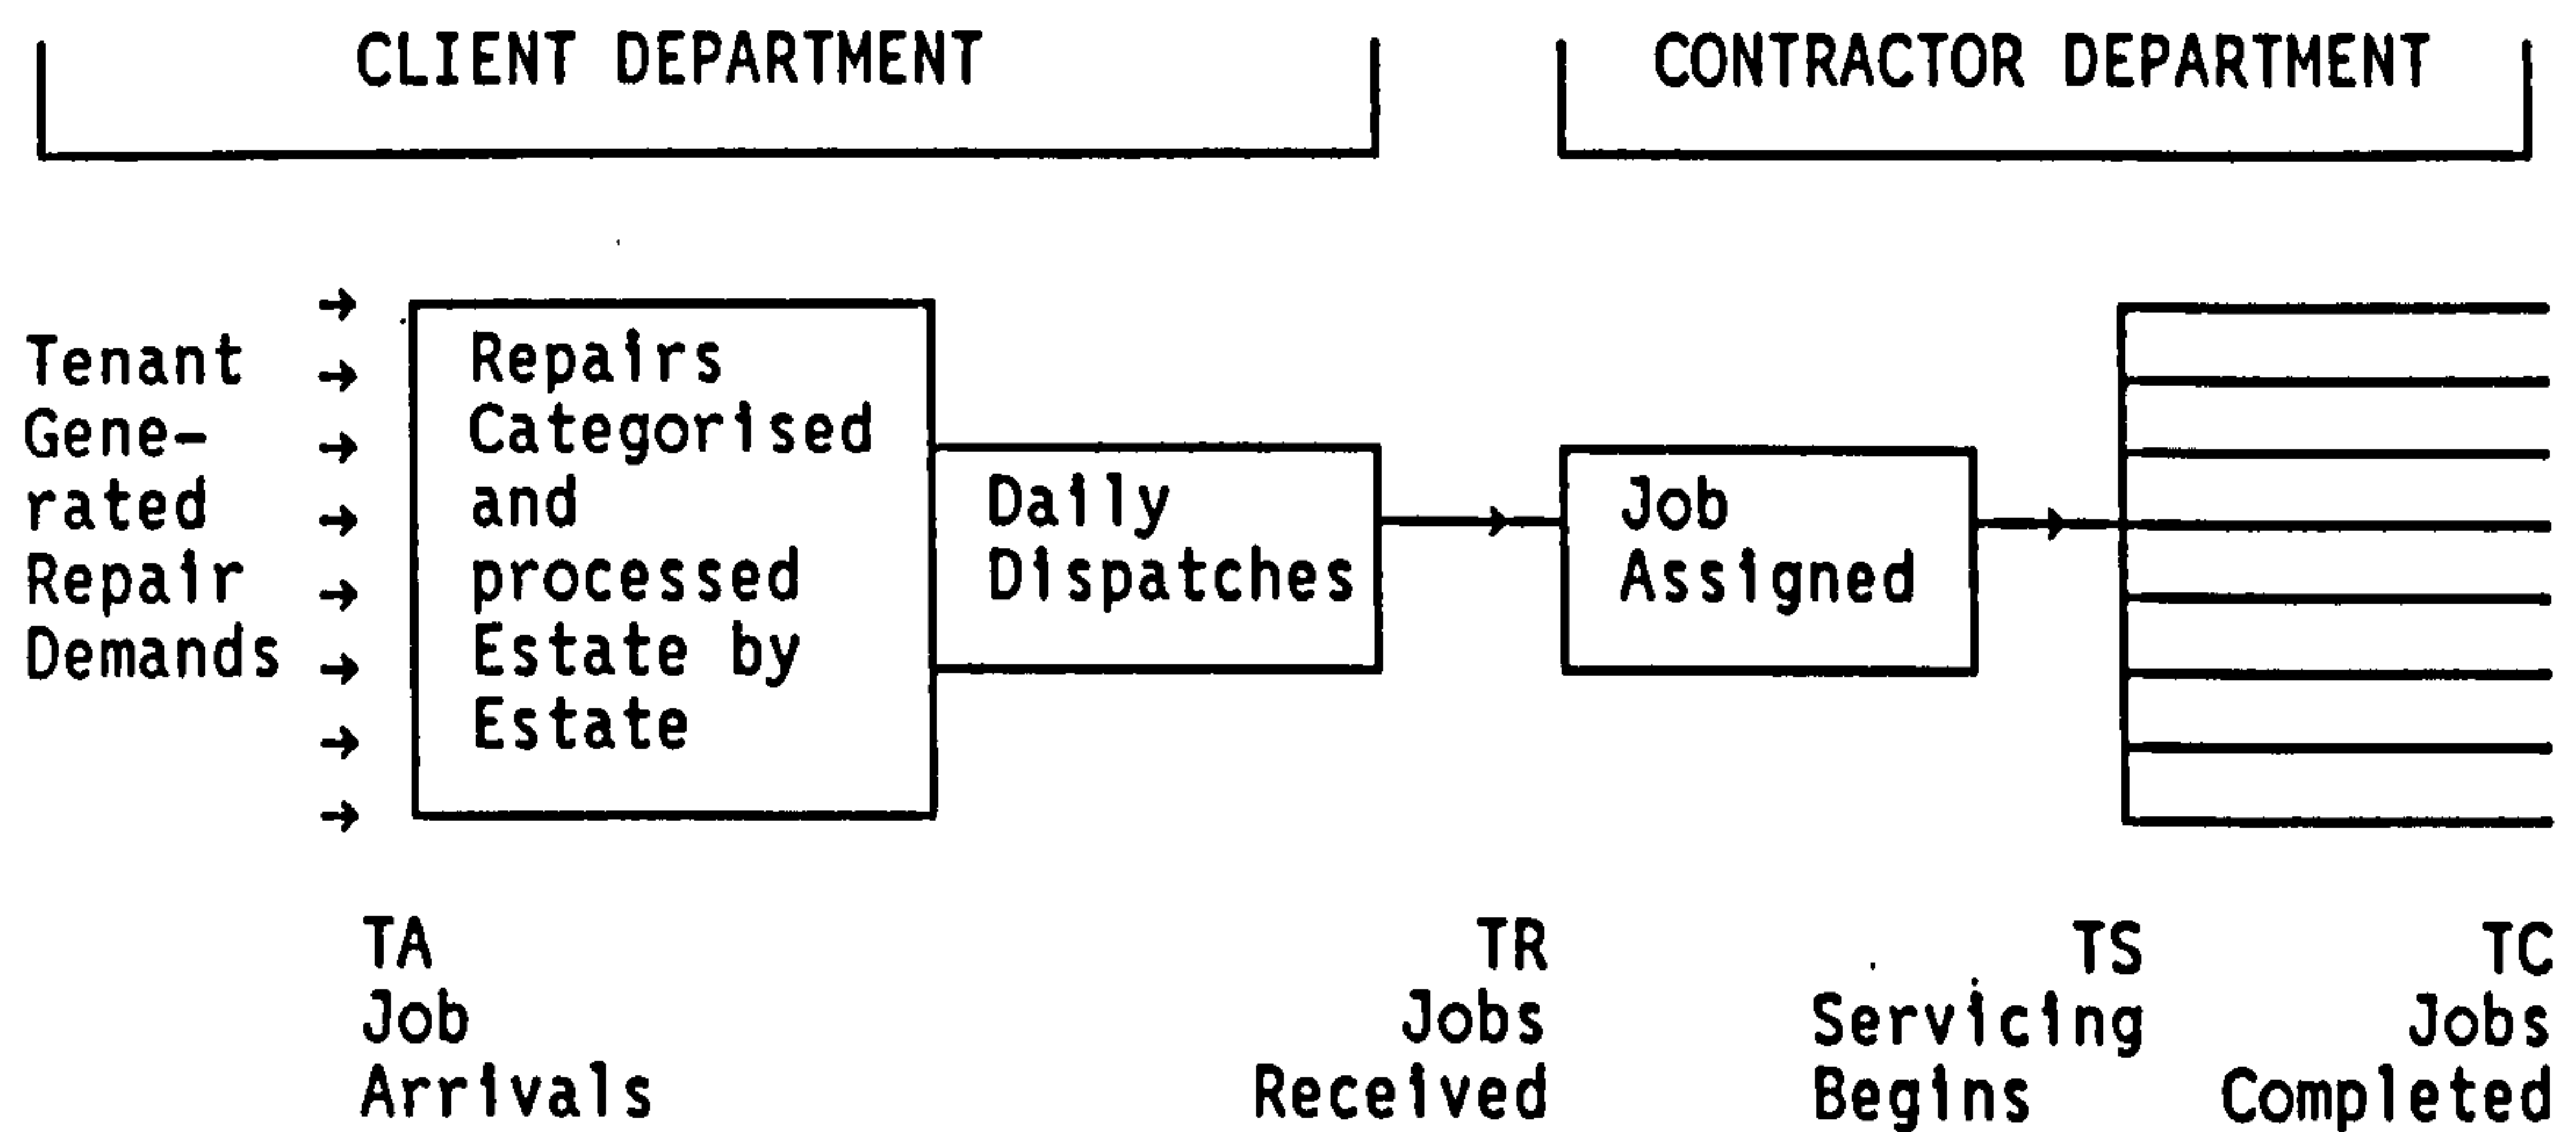 CLIENT DEPARTMENT
CONTRACTOR DEPARTMENT
Tenant
Gene-
rated
Repair
Demands
Repairs
Categorised
and
processed
Estate by
Estate
Daily
Dispatches
Job
Assigned
TA
Job
Arrivals
TR
Jobs
Received
TS
Servicing
Begins
TC
Jobs
Completed